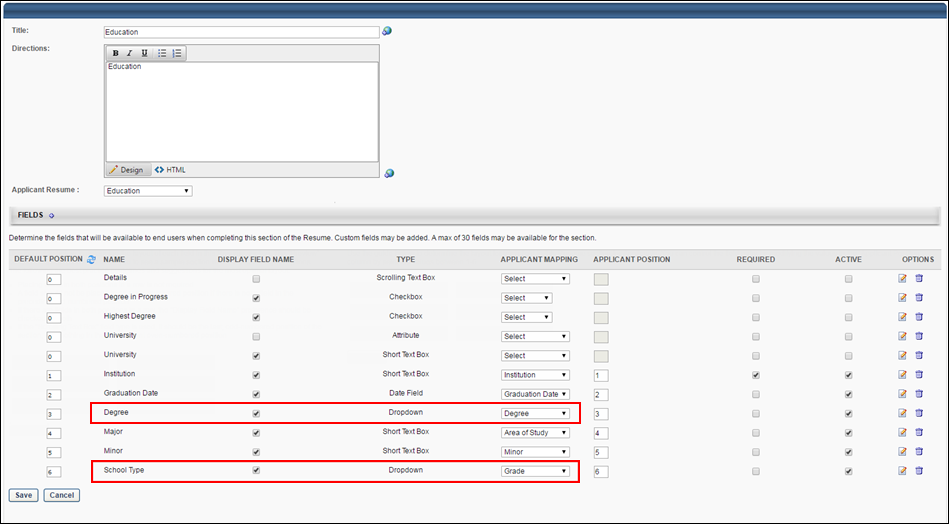 Title:
Education
Directions:
B I U
Education
Design HTML
Applicant Resume :
Education
FIELDS
Determine the fields that will be available to end users when completing this section of the Resume. Custom fields may be added. A max of 30 fields may be available for the section.
DEFAULT POSITION NAME DISPLAY FIELD NAME TYPE APPLICANT MAPPING APPLICANT POSITION REQUIRED ACTIVE OPTIONS
0 Details Scrolling Text Box Select
0 Degree in Progress Checkbox Select
0 Highest Degree Checkbox Select
0 University Attribute Select
0 University Short Text Box Select
1 Institution Short Text Box Institution 1
2 Graduation Date Date Field Graduation Date 2
3 Degree Dropdown Degree 3
4 Major Short Text Box Area of Study 4
5 Minor Short Text Box Minor 5
6 School Type Dropdown Grade 6
Save Cancel